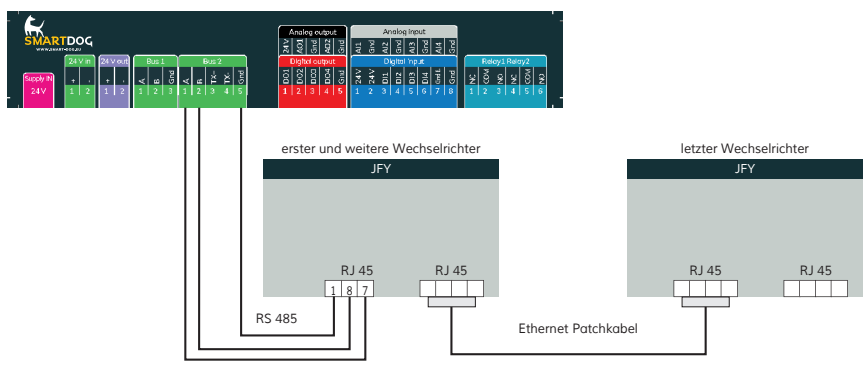 SMARTDOG
WWW.SMART-DOG.EU
Analog output
Analog input
24V AO1 Gnd AO2 Gnd
AI1 Gnd AI2 Gnd AI3 Gnd AI4 Gnd
Supply IN
24 V in
24 V out
Bus 1
Bus 2
Digital output
Digital Input
Relay1 Relay2
+ -
+ -
A B Gnd
A B TX+ TX- Gnd
DO1 DO2 DO3 DO4 Gnd
24 V 24 V DI1 DI2 DI3 DI4 Gnd Gnd
NC COM NO NC COM NO
24 V
1 2
1 2
1 2 3
1 2 3 4 5
1 2 3 4 5
1 2 3 4 5 6 7 8
1 2 3 4 5 6
erster und weitere Wechselrichter
letzter Wechselrichter
JFY
JFY
RJ 45
RJ 45
RJ 45
RJ 45
1 8 7
RS 485
Ethernet Patchkabel